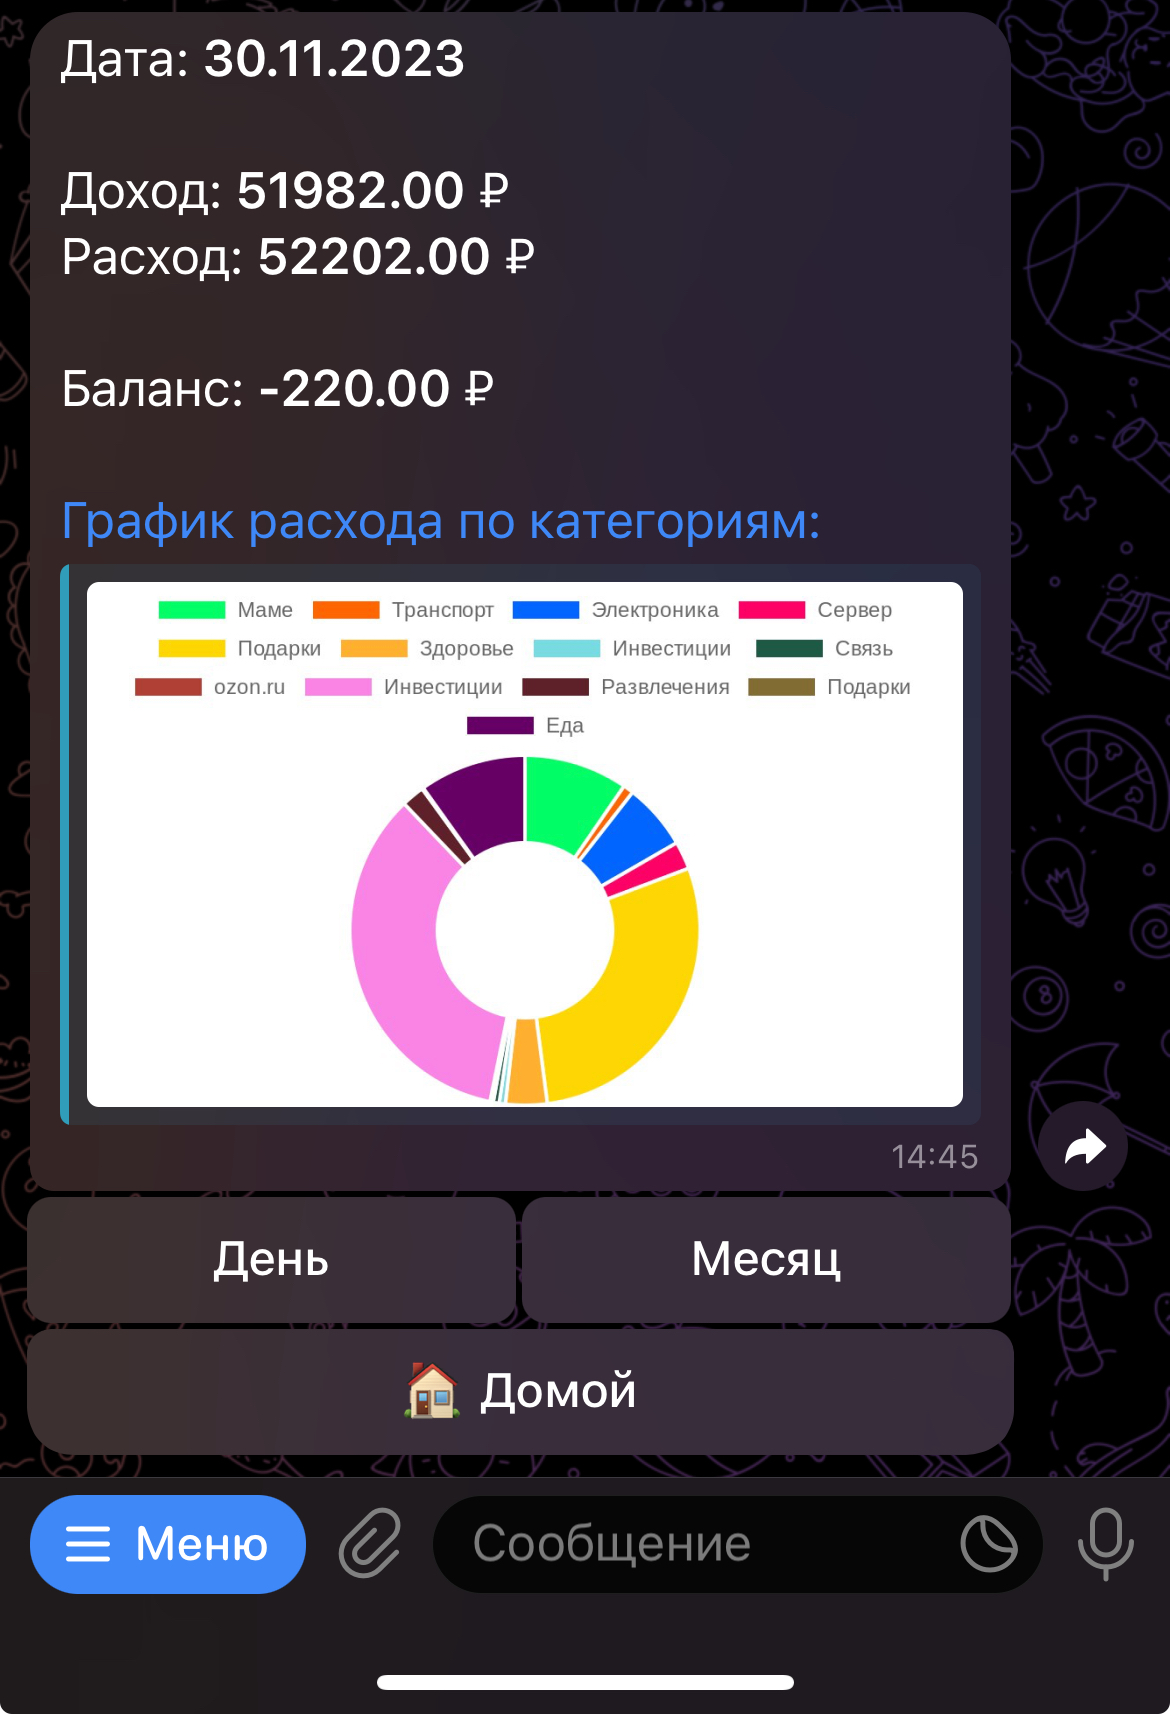 Дата: 30.11.2023
Доход: 51982.00 ₽
Расход: 52202.00 ₽
Баланс: -220.00 ₽
График расхода по категориям:
Маме Транспорт Электроника Сервер
Подарки Здоровье Инвестиции Связь
ozon.ru Инвестиции Развлечения Подарки
Еда
14:45
День Месяц
🏠 Домой
Меню Сообщение